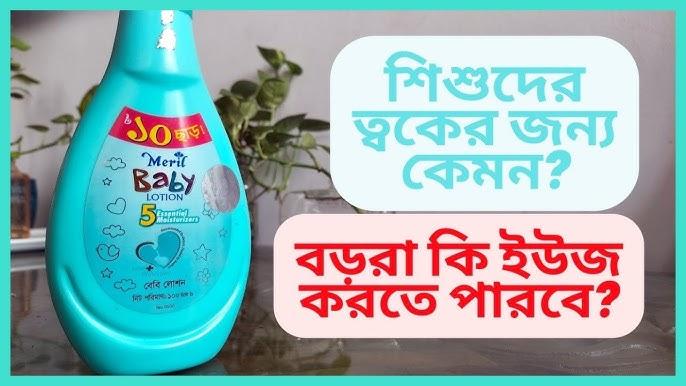 ৳ ১০ ছাড়!
Meril
Baby
LOTION
5 Essential
Moisturizers
বেবি লোশন
শিশুদের
ত্বকের জন্য
কেমন?
বড়রা কি ইউজ
করতে পারবে?